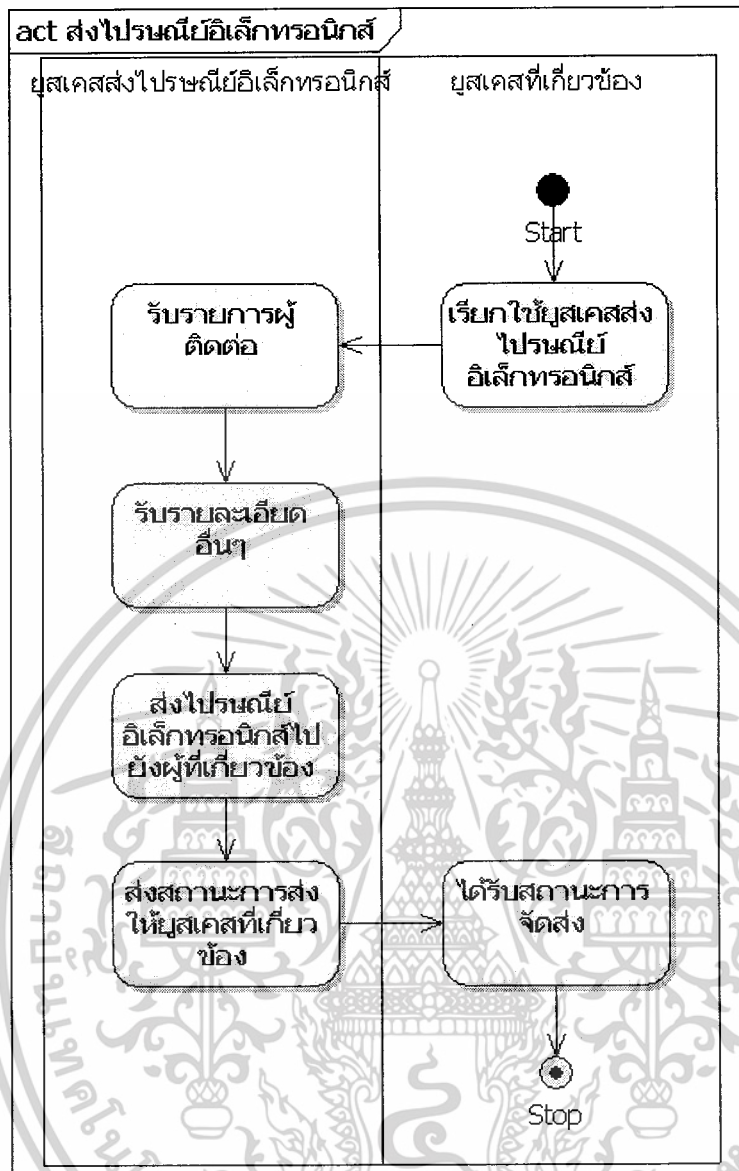 act ส่งไปรษณีย์อิเล็กทรอนิกส์
ยูสเคสส่งไปรษณีย์อิเล็กทรอนิกส์
ยูสเคสที่เกี่ยวข้อง
Start
เรียกใช้ยูสเคสส่ง
ไปรษณีย์
อิเล็กทรอนิกส์
รับรายการผู้
ติดต่อ
รับรายละเอียด
อื่นๆ
ส่งไปรษณีย์
อิเล็กทรอนิกส์ไป
ยังผู้ที่เกี่ยวข้อง
ส่งสถานะการส่ง
ให้ยูสเคสที่เกี่ยว
ข้อง
ได้รับสถานะการ
จัดส่ง
Stop